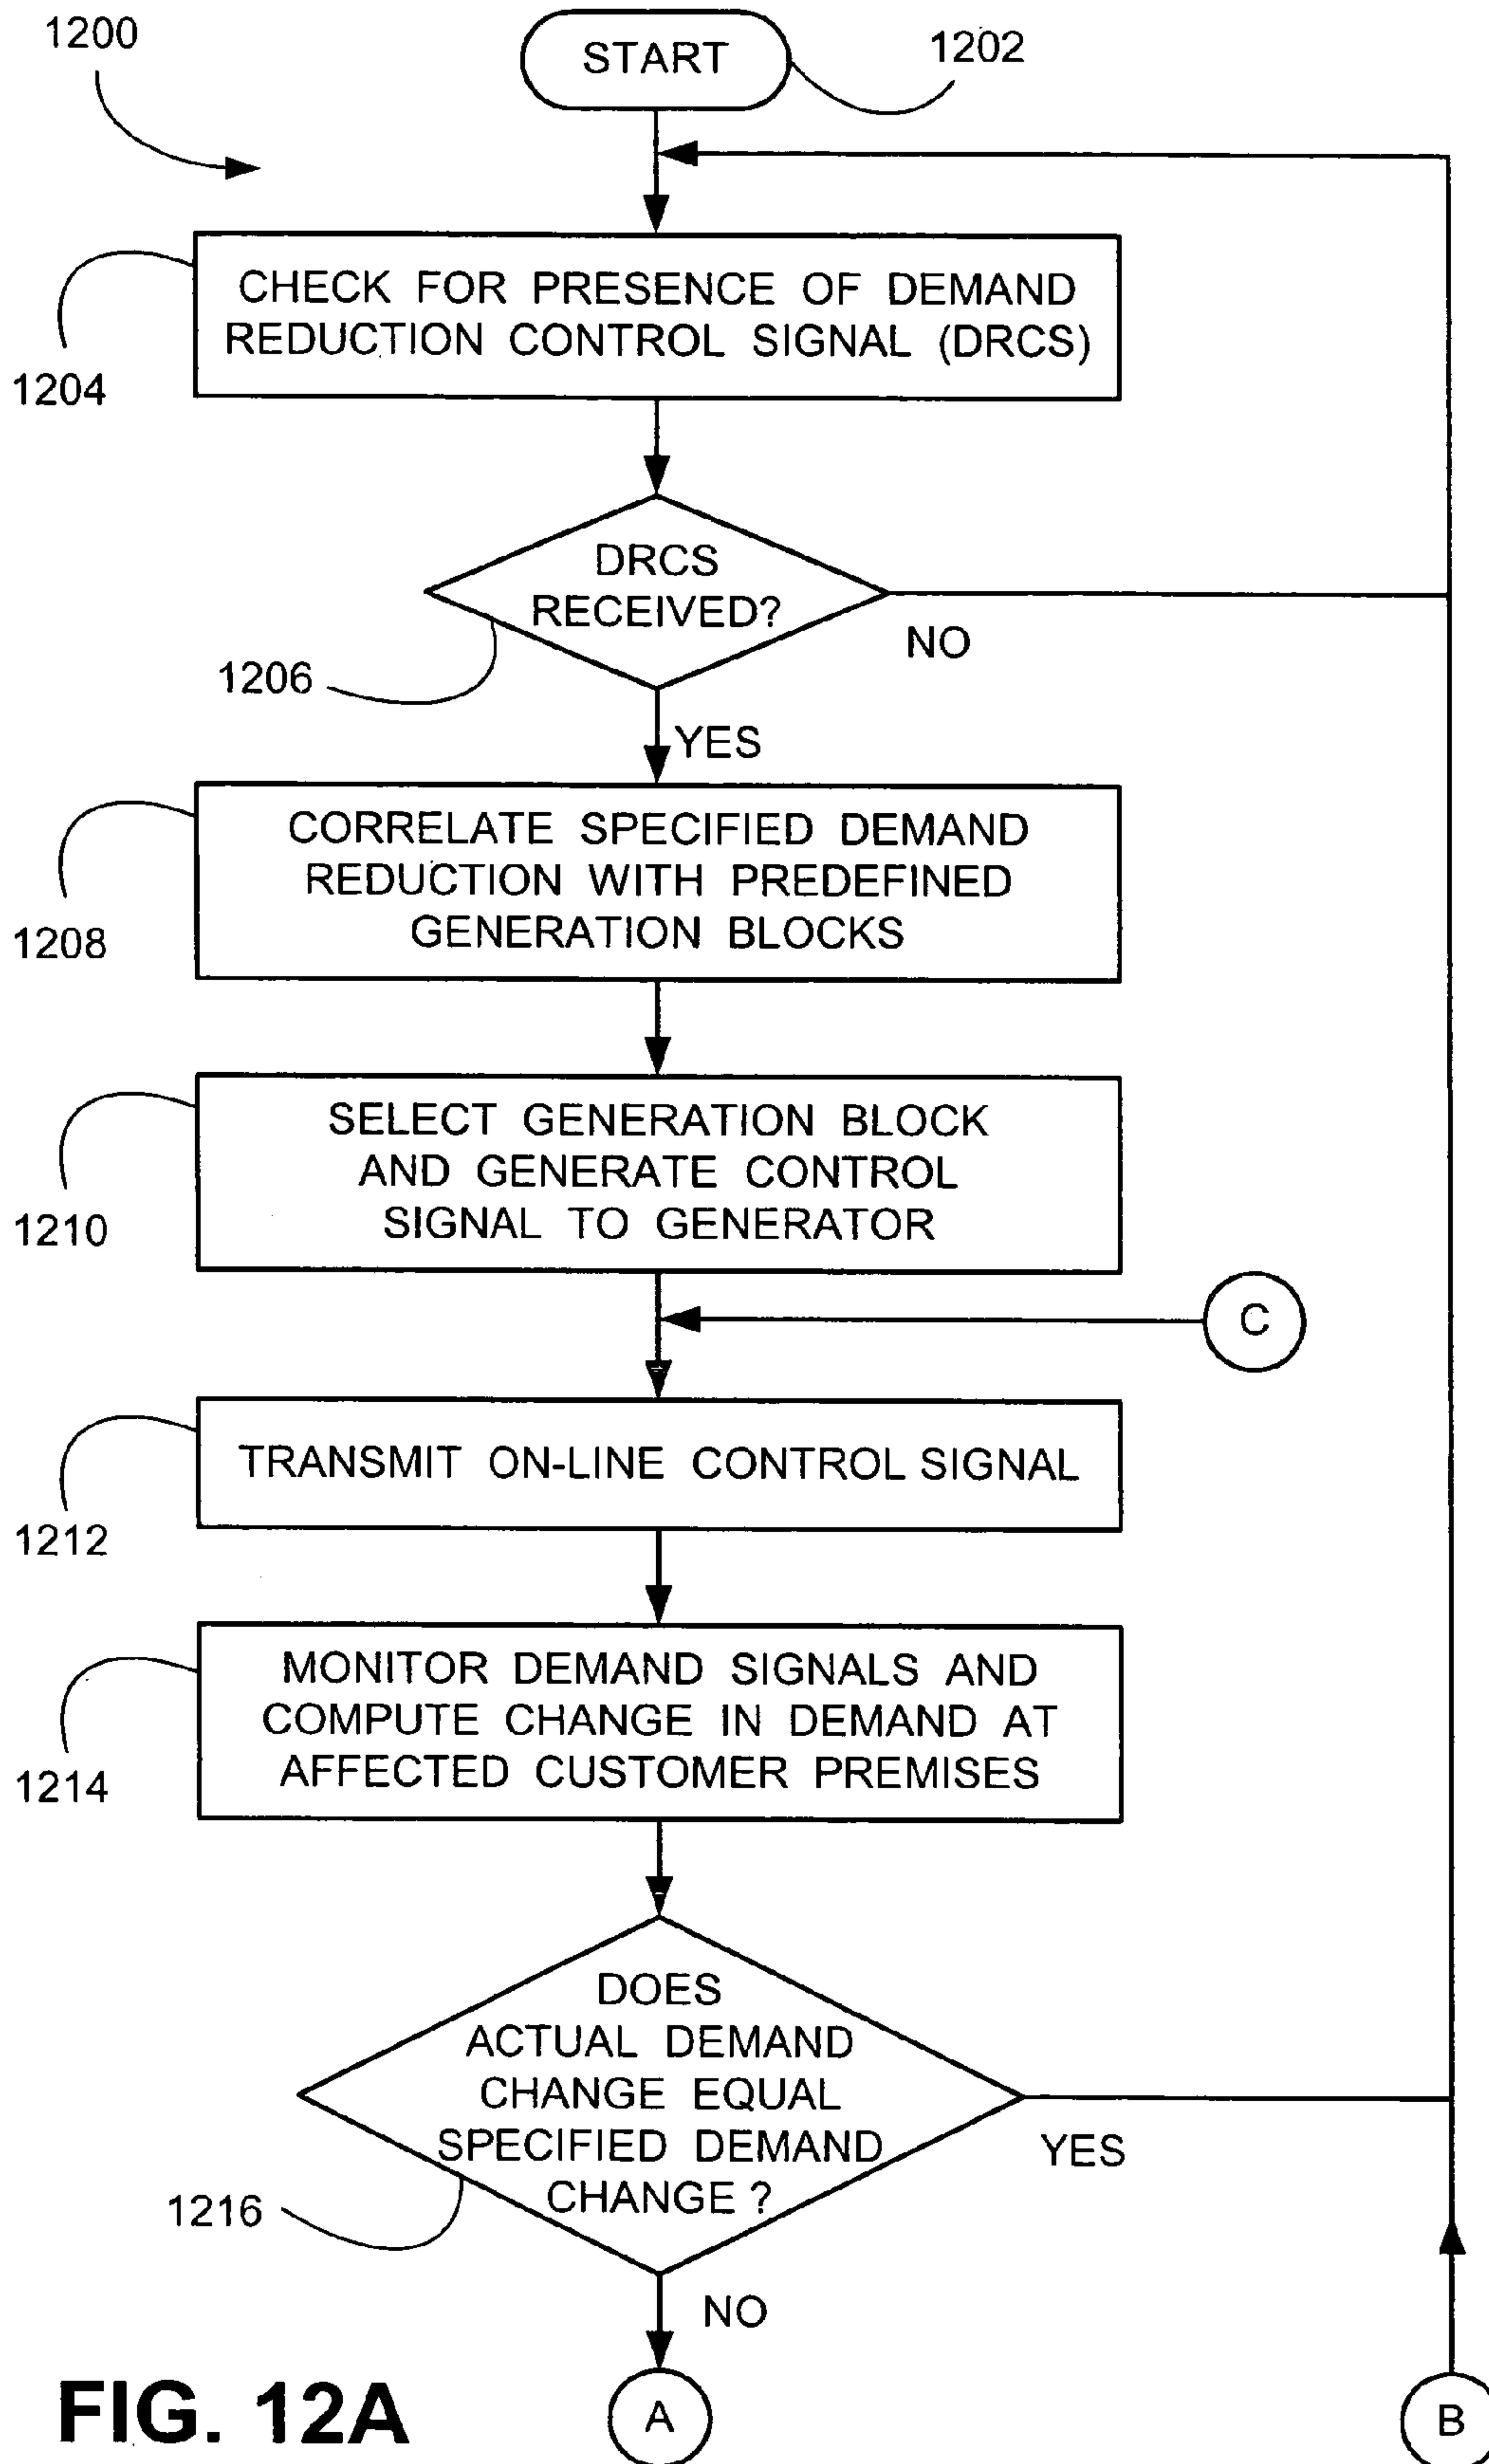 1200
START
1202
CHECK FOR PRESENCE OF DEMAND
REDUCTION CONTROL SIGNAL (DRCS)
1204
DRCS
RECEIVED?
NO
1206
YES
CORRELATE SPECIFIED DEMAND
REDUCTION WITH PREDEFINED
GENERATION BLOCKS
1208
SELECT GENERATION BLOCK
AND GENERATE CONTROL
SIGNAL TO GENERATOR
1210
C
TRANSMIT ON-LINE CONTROL SIGNAL
1212
MONITOR DEMAND SIGNALS AND
COMPUTE CHANGE IN DEMAND AT
AFFECTED CUSTOMER PREMISES
1214
DOES
ACTUAL DEMAND
CHANGE EQUAL
SPECIFIED DEMAND
CHANGE ?
YES
1216
NO
FIG. 12A
A
B